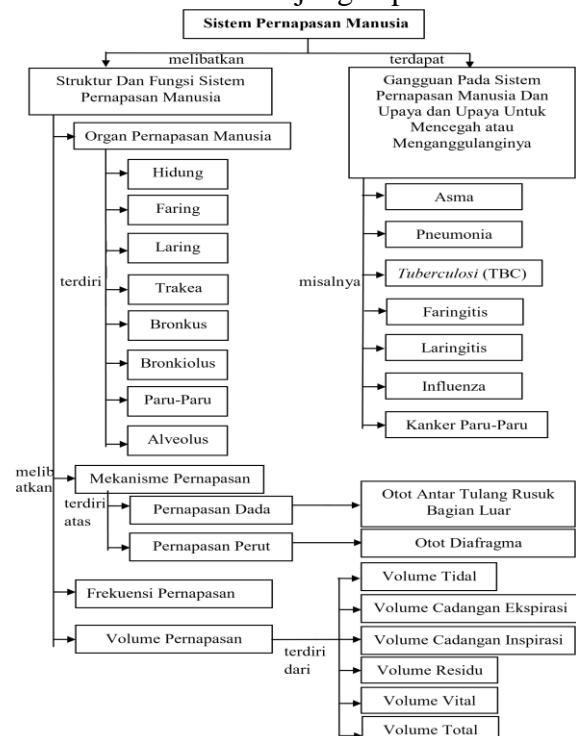 Sistem Pernapasan Manusia
melibatkan
terdapat
Struktur Dan Fungsi Sistem
Pernapasan Manusia
Gangguan Pada Sistem
Pernapasan Manusia Dan
Upaya dan Upaya Untuk
Mencegah atau
Menganggulanginya
Organ Pernapasan Manusia
Hidung
Faring
Laring
terdiri
Trakea
Bronkus
Bronkiolus
Paru-Paru
Alveolus
Asma
Pneumonia
misalnya
Tuberculosi (TBC)
Faringitis
Laringitis
Influenza
Kanker Paru-Paru
melib
atkan
Mekanisme Pernapasan
terdiri
atas
Pernapasan Dada
Otot Antar Tulang Rusuk
Bagian Luar
Pernapasan Perut
Otot Diafragma
Frekuensi Pernapasan
Volume Pernapasan
terdiri
dari
Volume Tidal
Volume Cadangan Ekspirasi
Volume Cadangan Inspirasi
Volume Residu
Volume Vital
Volume Total